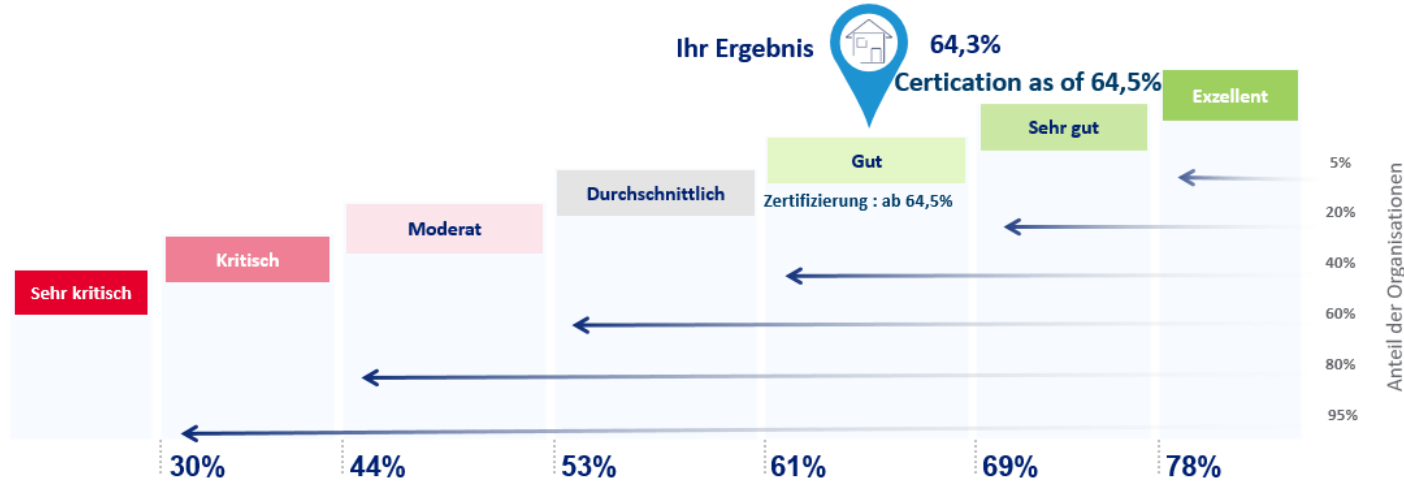 Ihr Ergebnis
64,3%
Certication as of 64,5%
Exzellent
Sehr gut
Gut
Zertifizierung : ab 64,5%
Durchschnittlich
Moderat
Kritisch
Sehr kritisch
5%
20%
40%
60%
80%
95%
Anteil der Organisationen
30%
44%
53%
61%
69%
78%